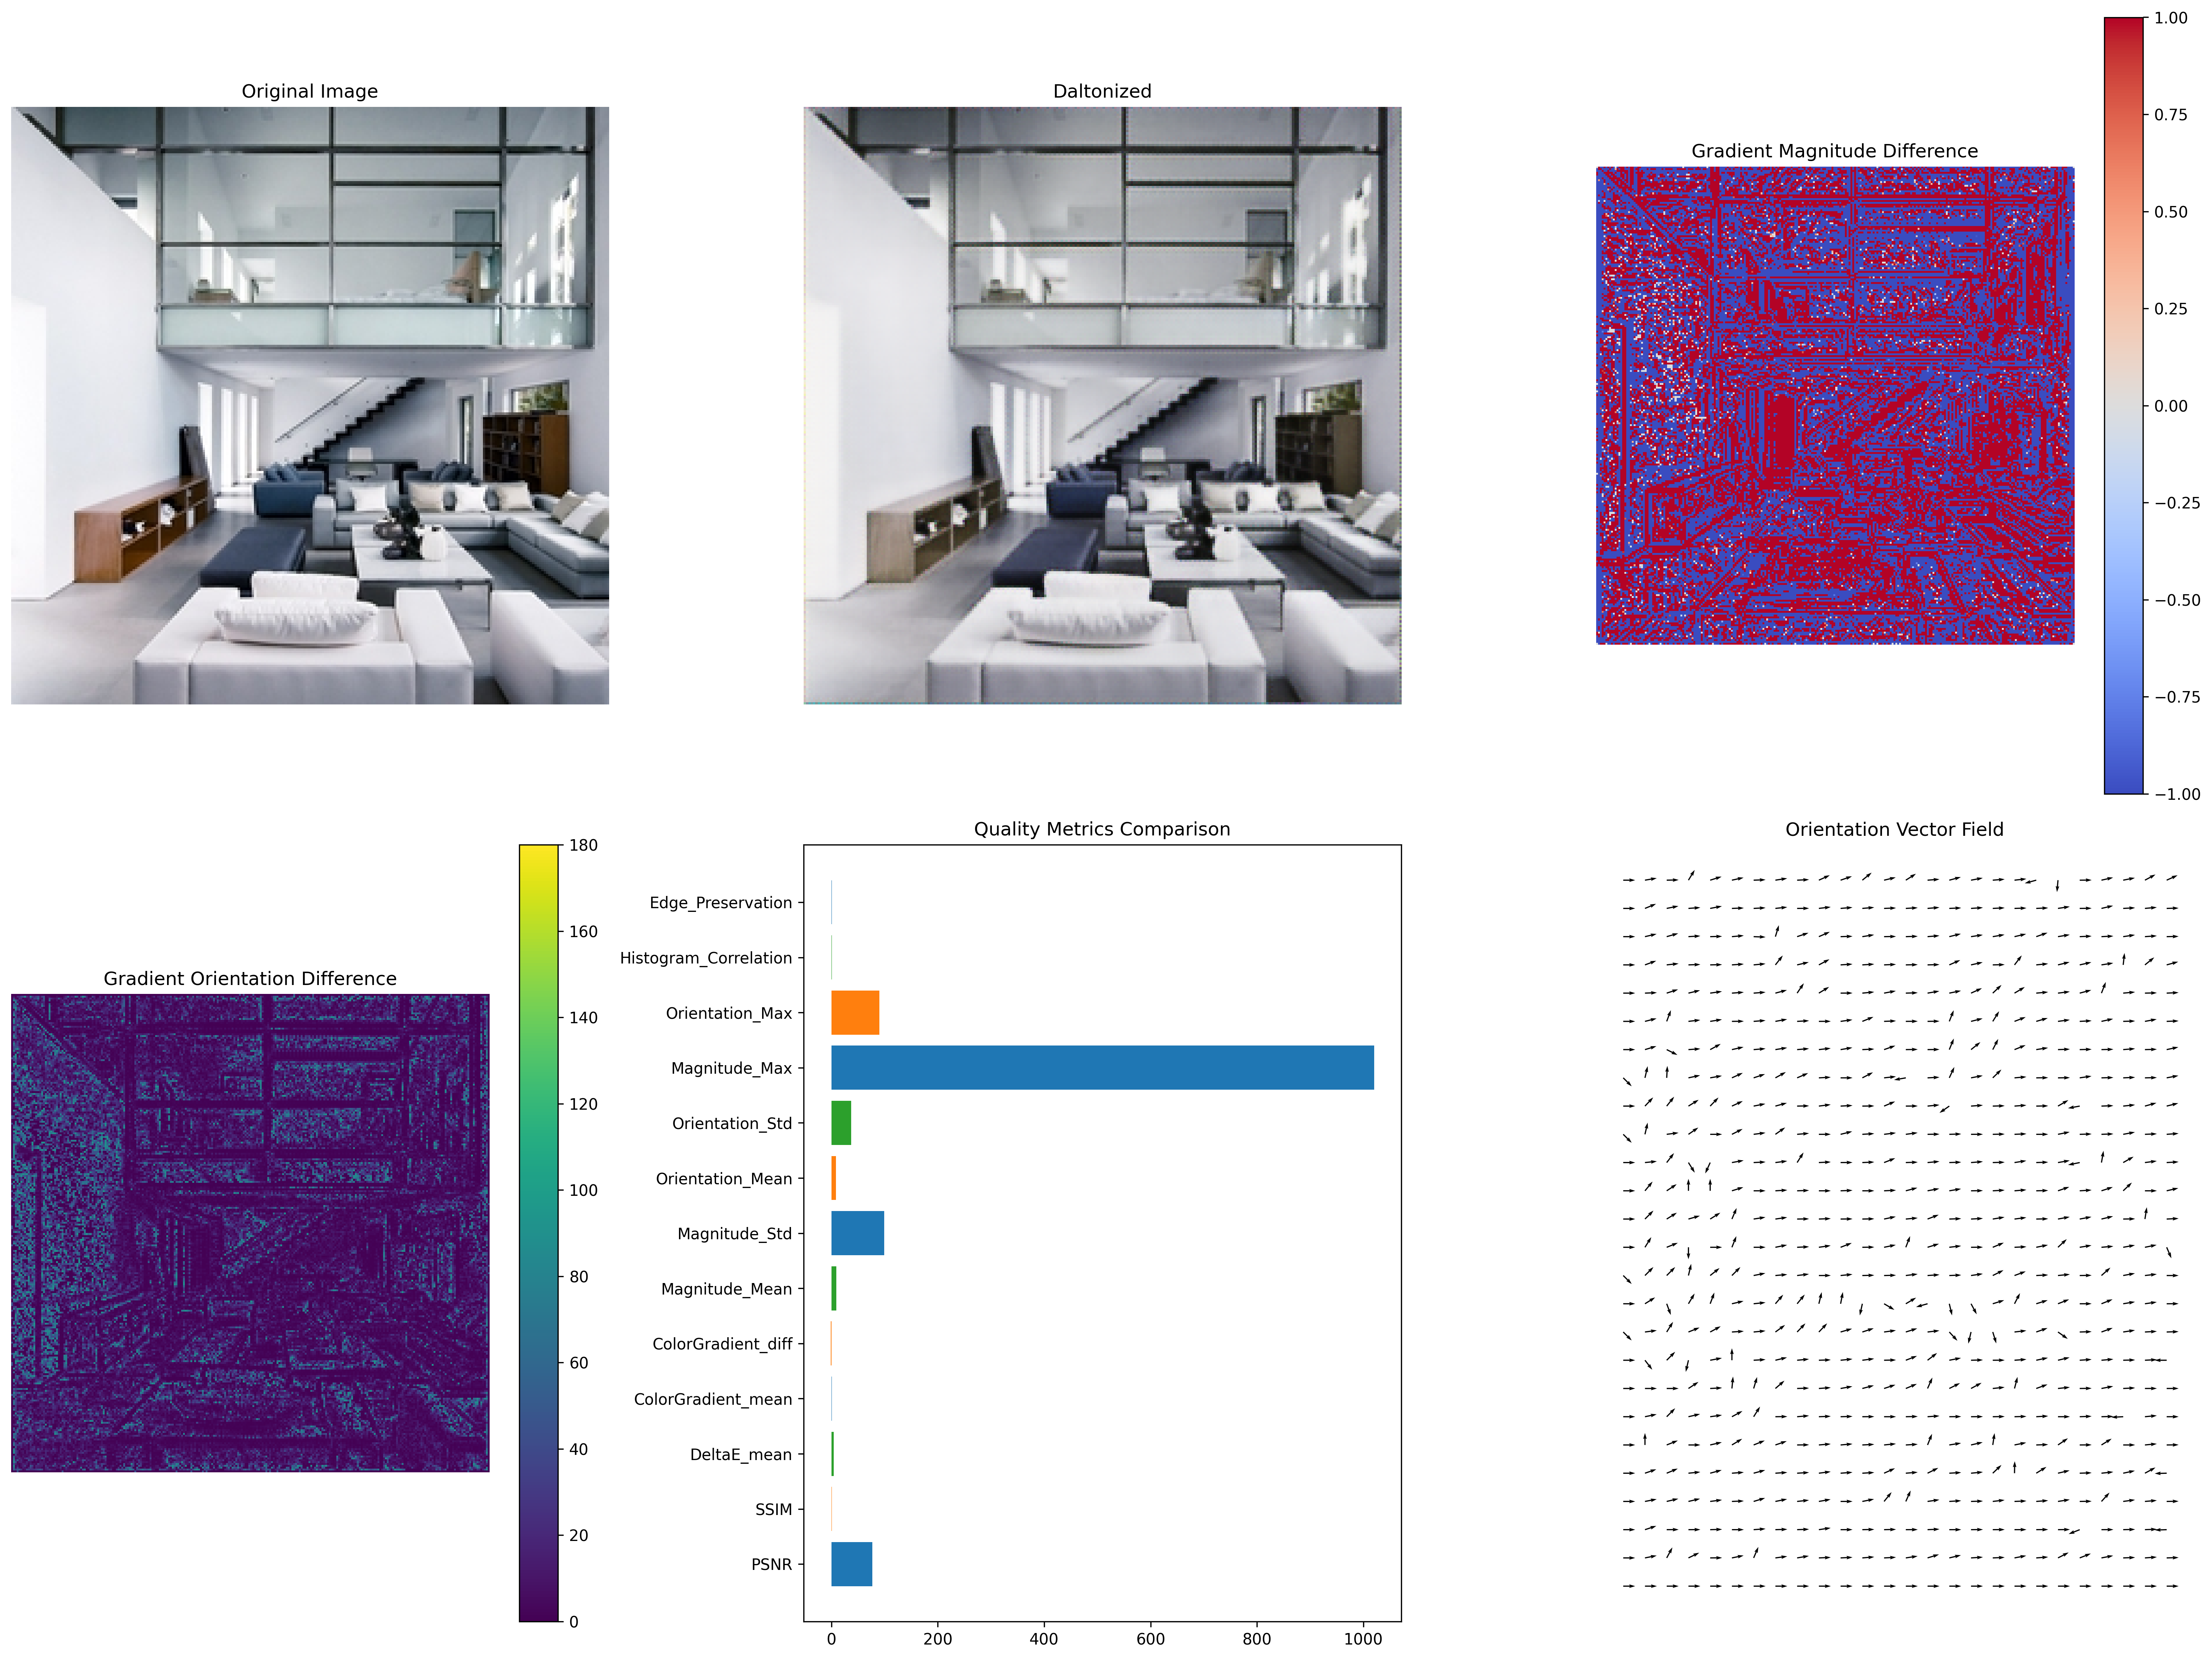 Original Image
Daltonized
Gradient Magnitude Difference
1.00
0.75
0.50
0.25
0.00
−0.25
−0.50
−0.75
−1.00
Gradient Orientation Difference
180
160
140
120
100
80
60
40
20
0
Quality Metrics Comparison
Edge_Preservation
Histogram_Correlation
Orientation_Max
Magnitude_Max
Orientation_Std
Orientation_Mean
Magnitude_Std
Magnitude_Mean
ColorGradient_diff
ColorGradient_mean
DeltaE_mean
SSIM
PSNR
0 200 400 600 800 1000
Orientation Vector Field